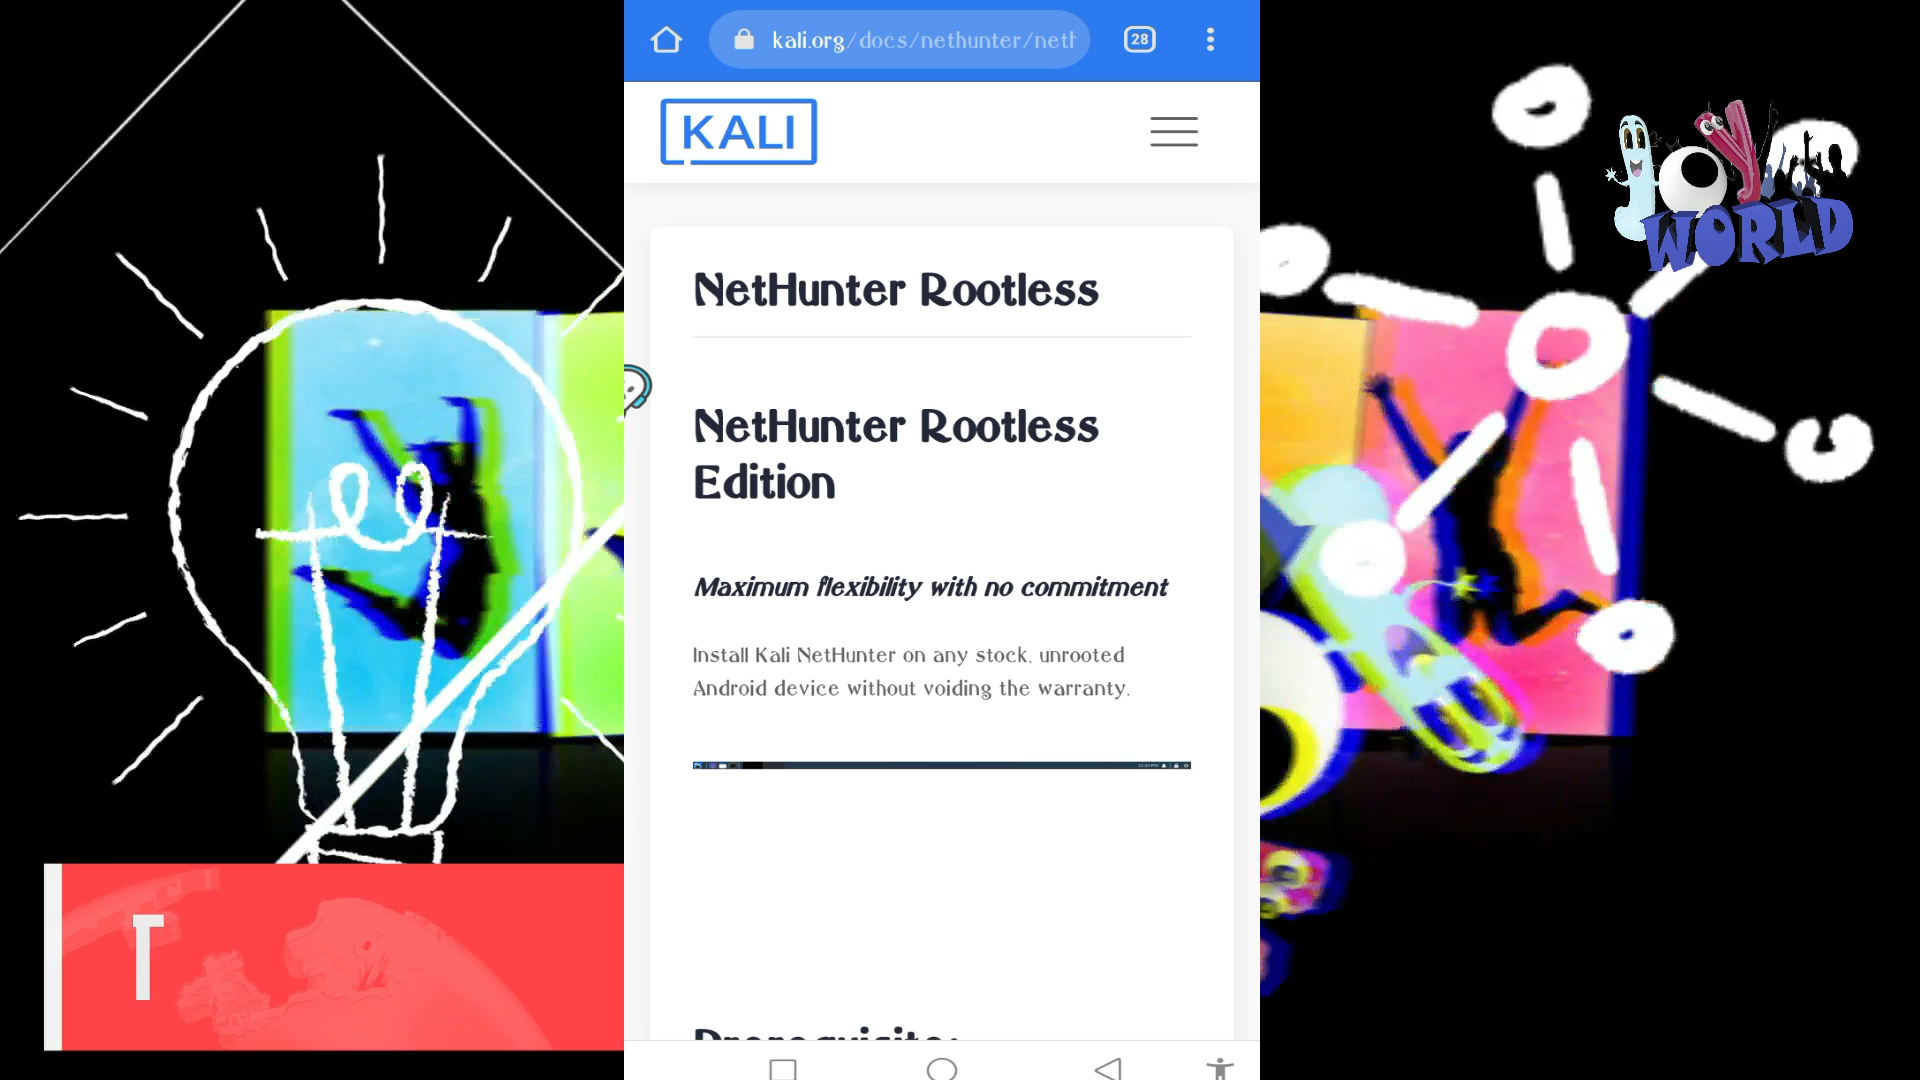 kali.org/docs/nethunter/neth
28
KALI
JOY
WORLD
NetHunter Rootless
NetHunter Rootless
Edition
Maximum flexibility with no commitment
Install Kali NetHunter on any stock, unrooted
Android device without voiding the warranty.
T